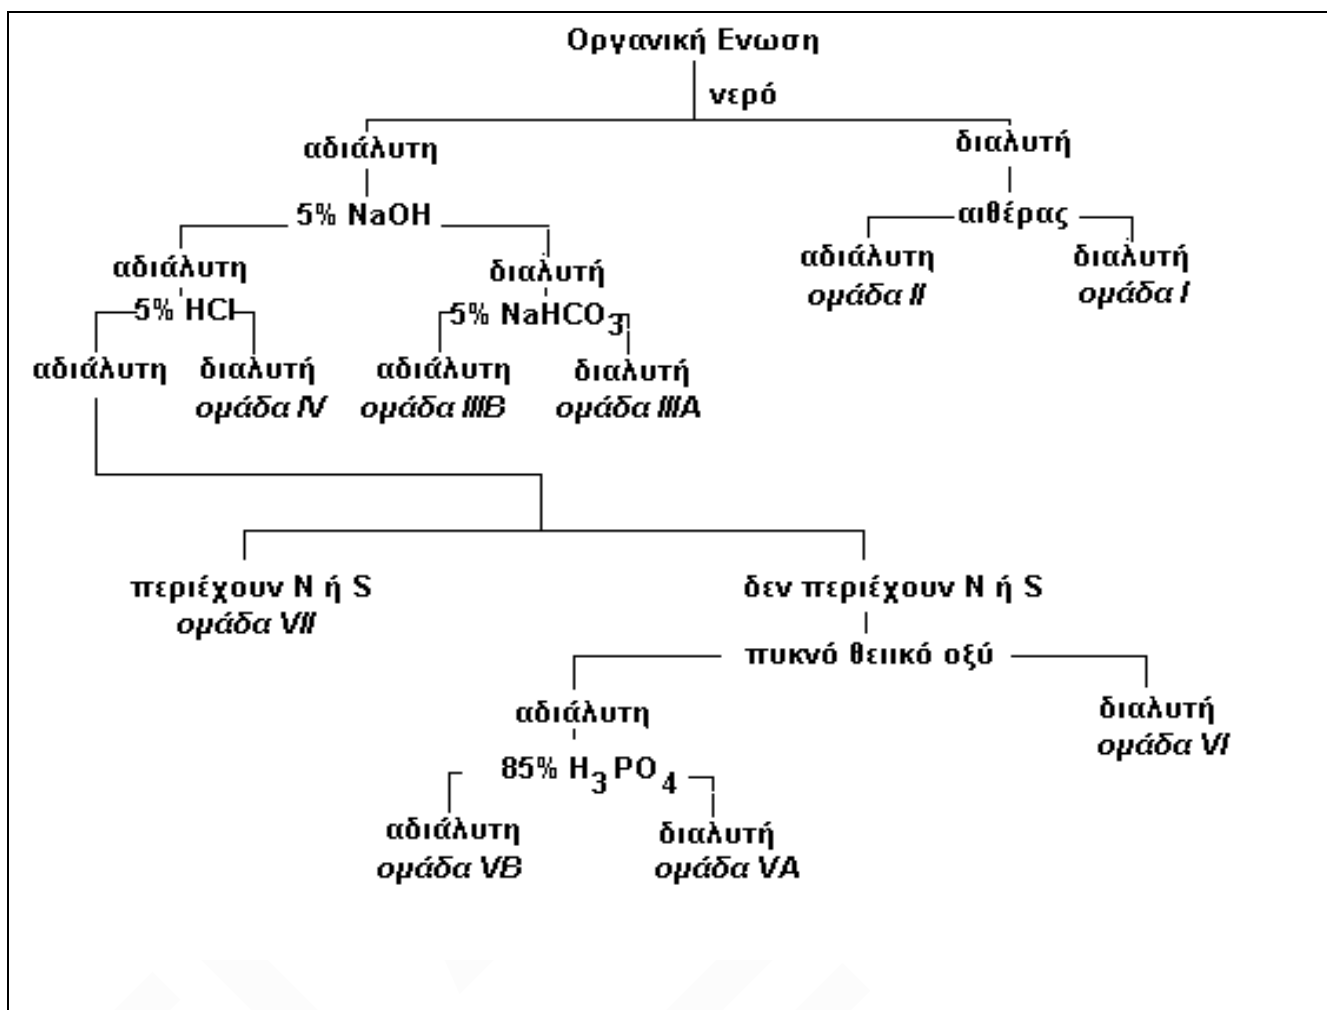 Οργανική Ενωση
νερό
αδιάλυτη
διαλυτή
5% NaOH
αιθέρας
αδιάλυτη
διαλυτή
αδιάλυτη
ομάδα II
διαλυτή
ομάδα I
5% HCl
5% NaHCO3
αδιάλυτη
διαλυτή
ομάδα IV
αδιάλυτη
ομάδα IIIB
διαλυτή
ομάδα IIIA
περιέχουν N ή S
ομάδα VII
δεν περιέχουν N ή S
πυκνό θειικό οξύ
αδιάλυτη
διαλυτή
ομάδα VI
85% H3PO4
αδιάλυτη
ομάδα VB
διαλυτή
ομάδα VA